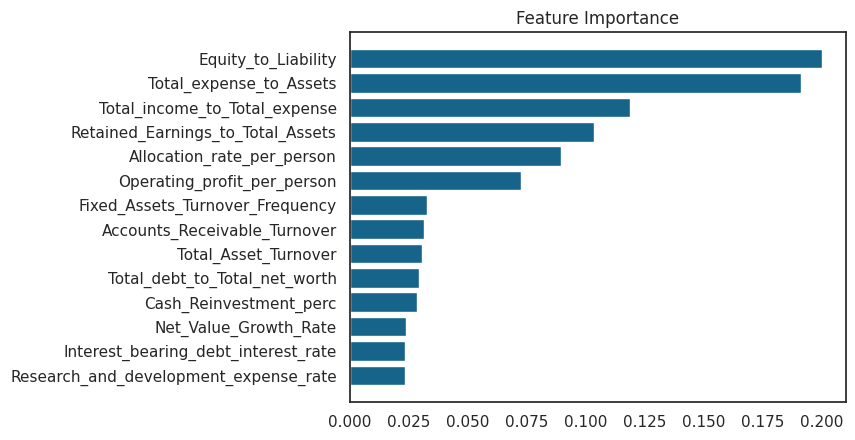 Feature Importance
Equity_to_Liability
Total_expense_to_Assets
Total_income_to_Total_expense
Retained_Earnings_to_Total_Assets
Allocation_rate_per_person
Operating_profit_per_person
Fixed_Assets_Turnover_Frequency
Accounts_Receivable_Turnover
Total_Asset_Turnover
Total_debt_to_Total_net_worth
Cash_Reinvestment_perc
Net_Value_Growth_Rate
Interest_bearing_debt_interest_rate
Research_and_development_expense_rate
0.000 0.025 0.050 0.075 0.100 0.125 0.150 0.175 0.200